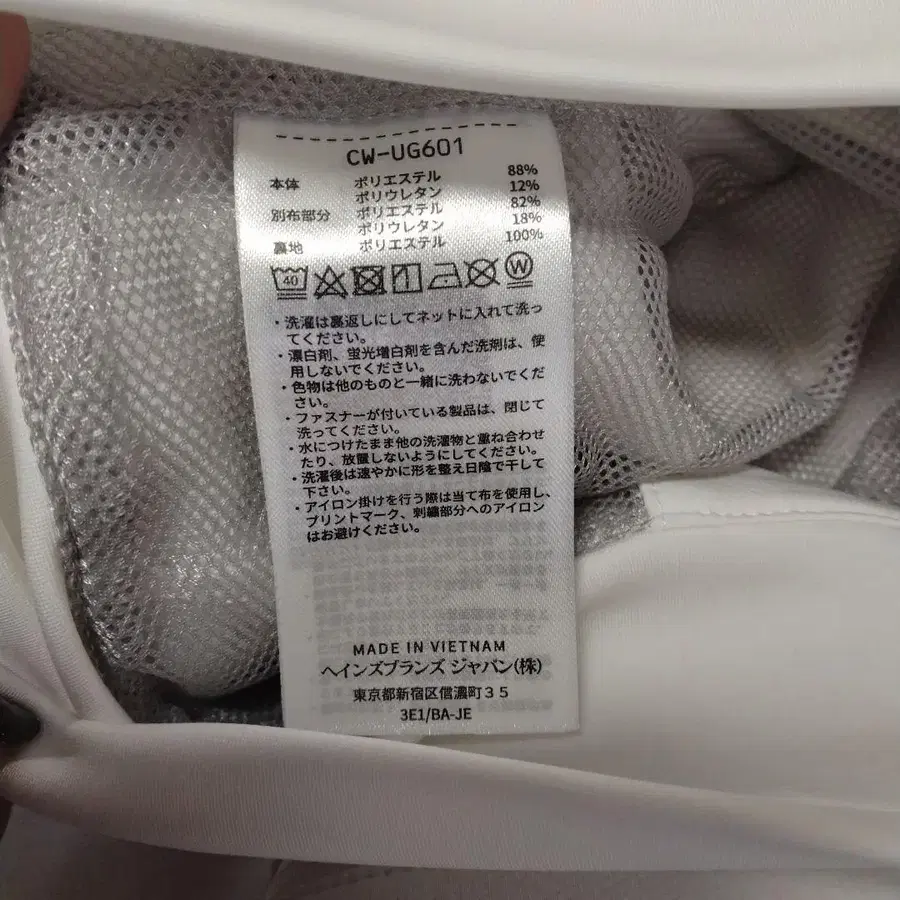 CW-UG601
本体 ポリエステル 88%
ポリウレタン 12%
別布部分 ポリエステル 82%
ポリウレタン 18%
裏地 ポリエステル 100%
40 W
・洗濯は裏返しにしてネットに入れて洗っ
てください。
・漂白剤、蛍光増白剤を含んだ洗剤は、使
用しないでください。
・色物は他のものと一緒に洗わないでくだ
さい。
・ファスナーが付いている製品は、閉じて
洗ってください。
・水につけたまま他の洗濯物と重ね合わせ
たり、放置しないようにしてください。
・洗濯後は速やかに形を整え日陰で干して
下さい。
・アイロン掛けを行う際は当て布を使用し、
プリントマーク、刺繍部分へのアイロン
はお避けください。
MADE IN VIETNAM
ヘインズブランズ ジャパン(株)
東京都新宿区信濃町35
3E1/BA-JE